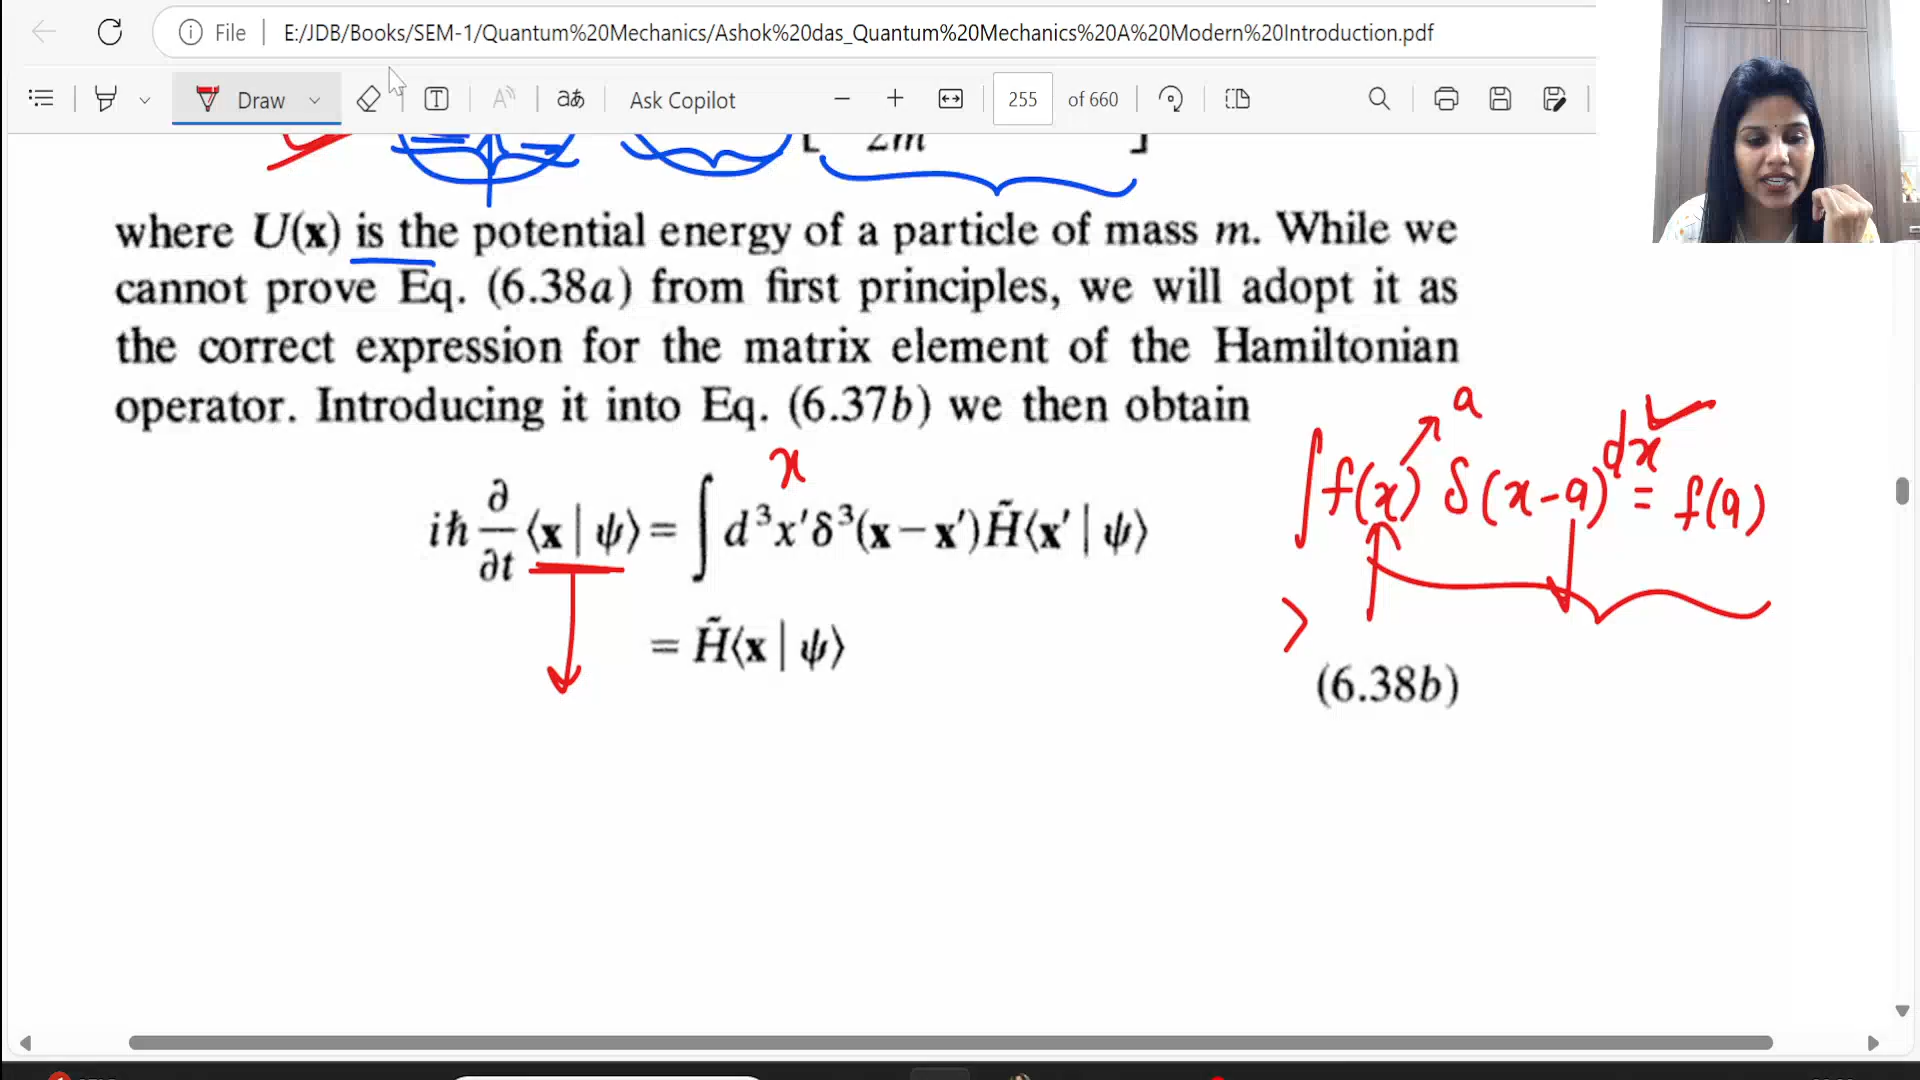 File E:/JDB/Books/SEM-1/Quantum%20Mechanics/Ashok%20das_Quantum%20Mechanics%20A%20Modern%20Introduction.pdf
Draw T A aあ Ask Copilot 255 of 660
2m
where U(x) is the potential energy of a particle of mass m. While we
cannot prove Eq. (6.38a) from first principles, we will adopt it as
the correct expression for the matrix element of the Hamiltonian
operator. Introducing it into Eq. (6.37b) we then obtain
x
iħ ∂/∂t ⟨x | ψ⟩ = ∫ d³x′δ³(x − x′)H̃⟨x′ | ψ⟩
= H̃⟨x | ψ⟩
a
∫ f(x) δ(x-a) dx = f(a)
(6.38b)